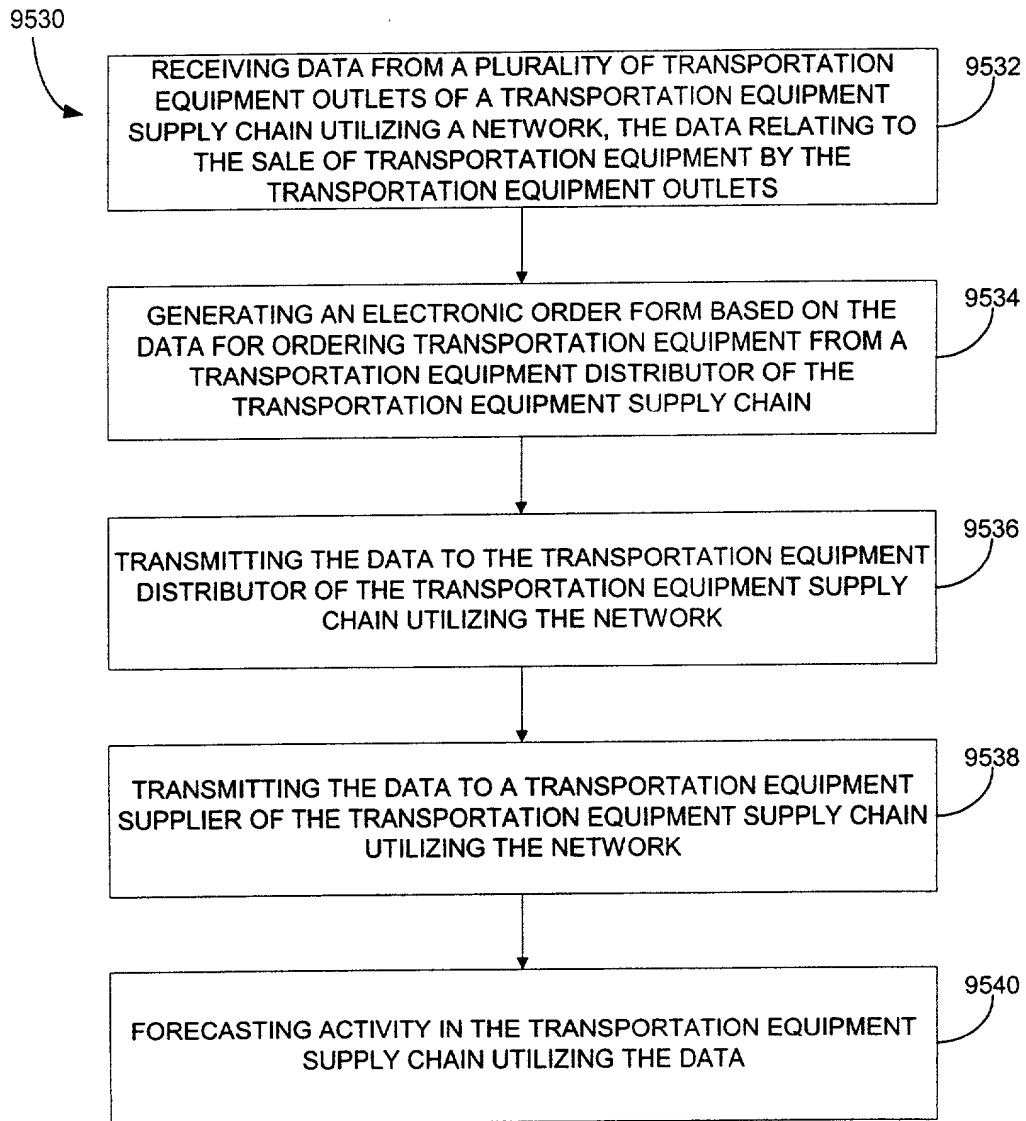 9530
RECEIVING DATA FROM A PLURALITY OF TRANSPORTATION
EQUIPMENT OUTLETS OF A TRANSPORTATION EQUIPMENT
SUPPLY CHAIN UTILIZING A NETWORK, THE DATA RELATING TO
THE SALE OF TRANSPORTATION EQUIPMENT BY THE
TRANSPORTATION EQUIPMENT OUTLETS
9532
GENERATING AN ELECTRONIC ORDER FORM BASED ON THE
DATA FOR ORDERING TRANSPORTATION EQUIPMENT FROM A
TRANSPORTATION EQUIPMENT DISTRIBUTOR OF THE
TRANSPORTATION EQUIPMENT SUPPLY CHAIN
9534
TRANSMITTING THE DATA TO THE TRANSPORTATION EQUIPMENT
DISTRIBUTOR OF THE TRANSPORTATION EQUIPMENT SUPPLY
CHAIN UTILIZING THE NETWORK
9536
TRANSMITTING THE DATA TO A TRANSPORTATION EQUIPMENT
SUPPLIER OF THE TRANSPORTATION EQUIPMENT SUPPLY CHAIN
UTILIZING THE NETWORK
9538
FORECASTING ACTIVITY IN THE TRANSPORTATION EQUIPMENT
SUPPLY CHAIN UTILIZING THE DATA
9540